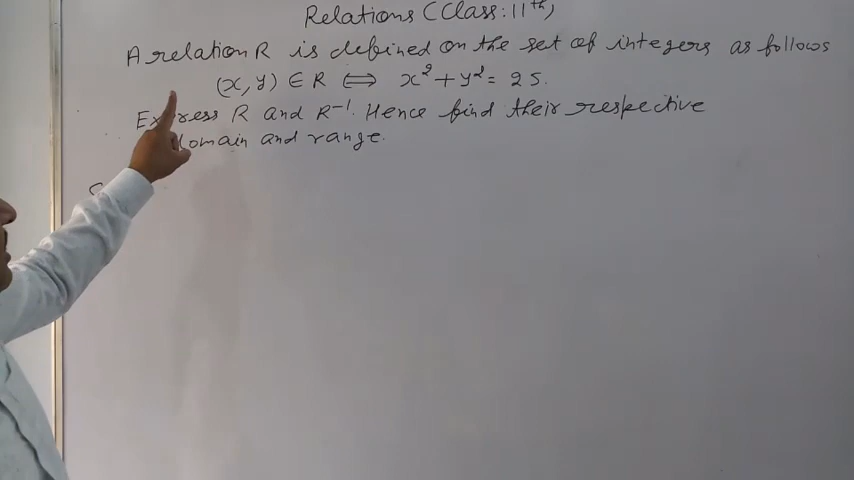 Relations (Class: 11th)
A relation R is defined on the set of integers as follows
(x, y) ∈ R ⟺ x² + y² = 25.
Express R and R⁻¹. Hence find their respective
domain and range.